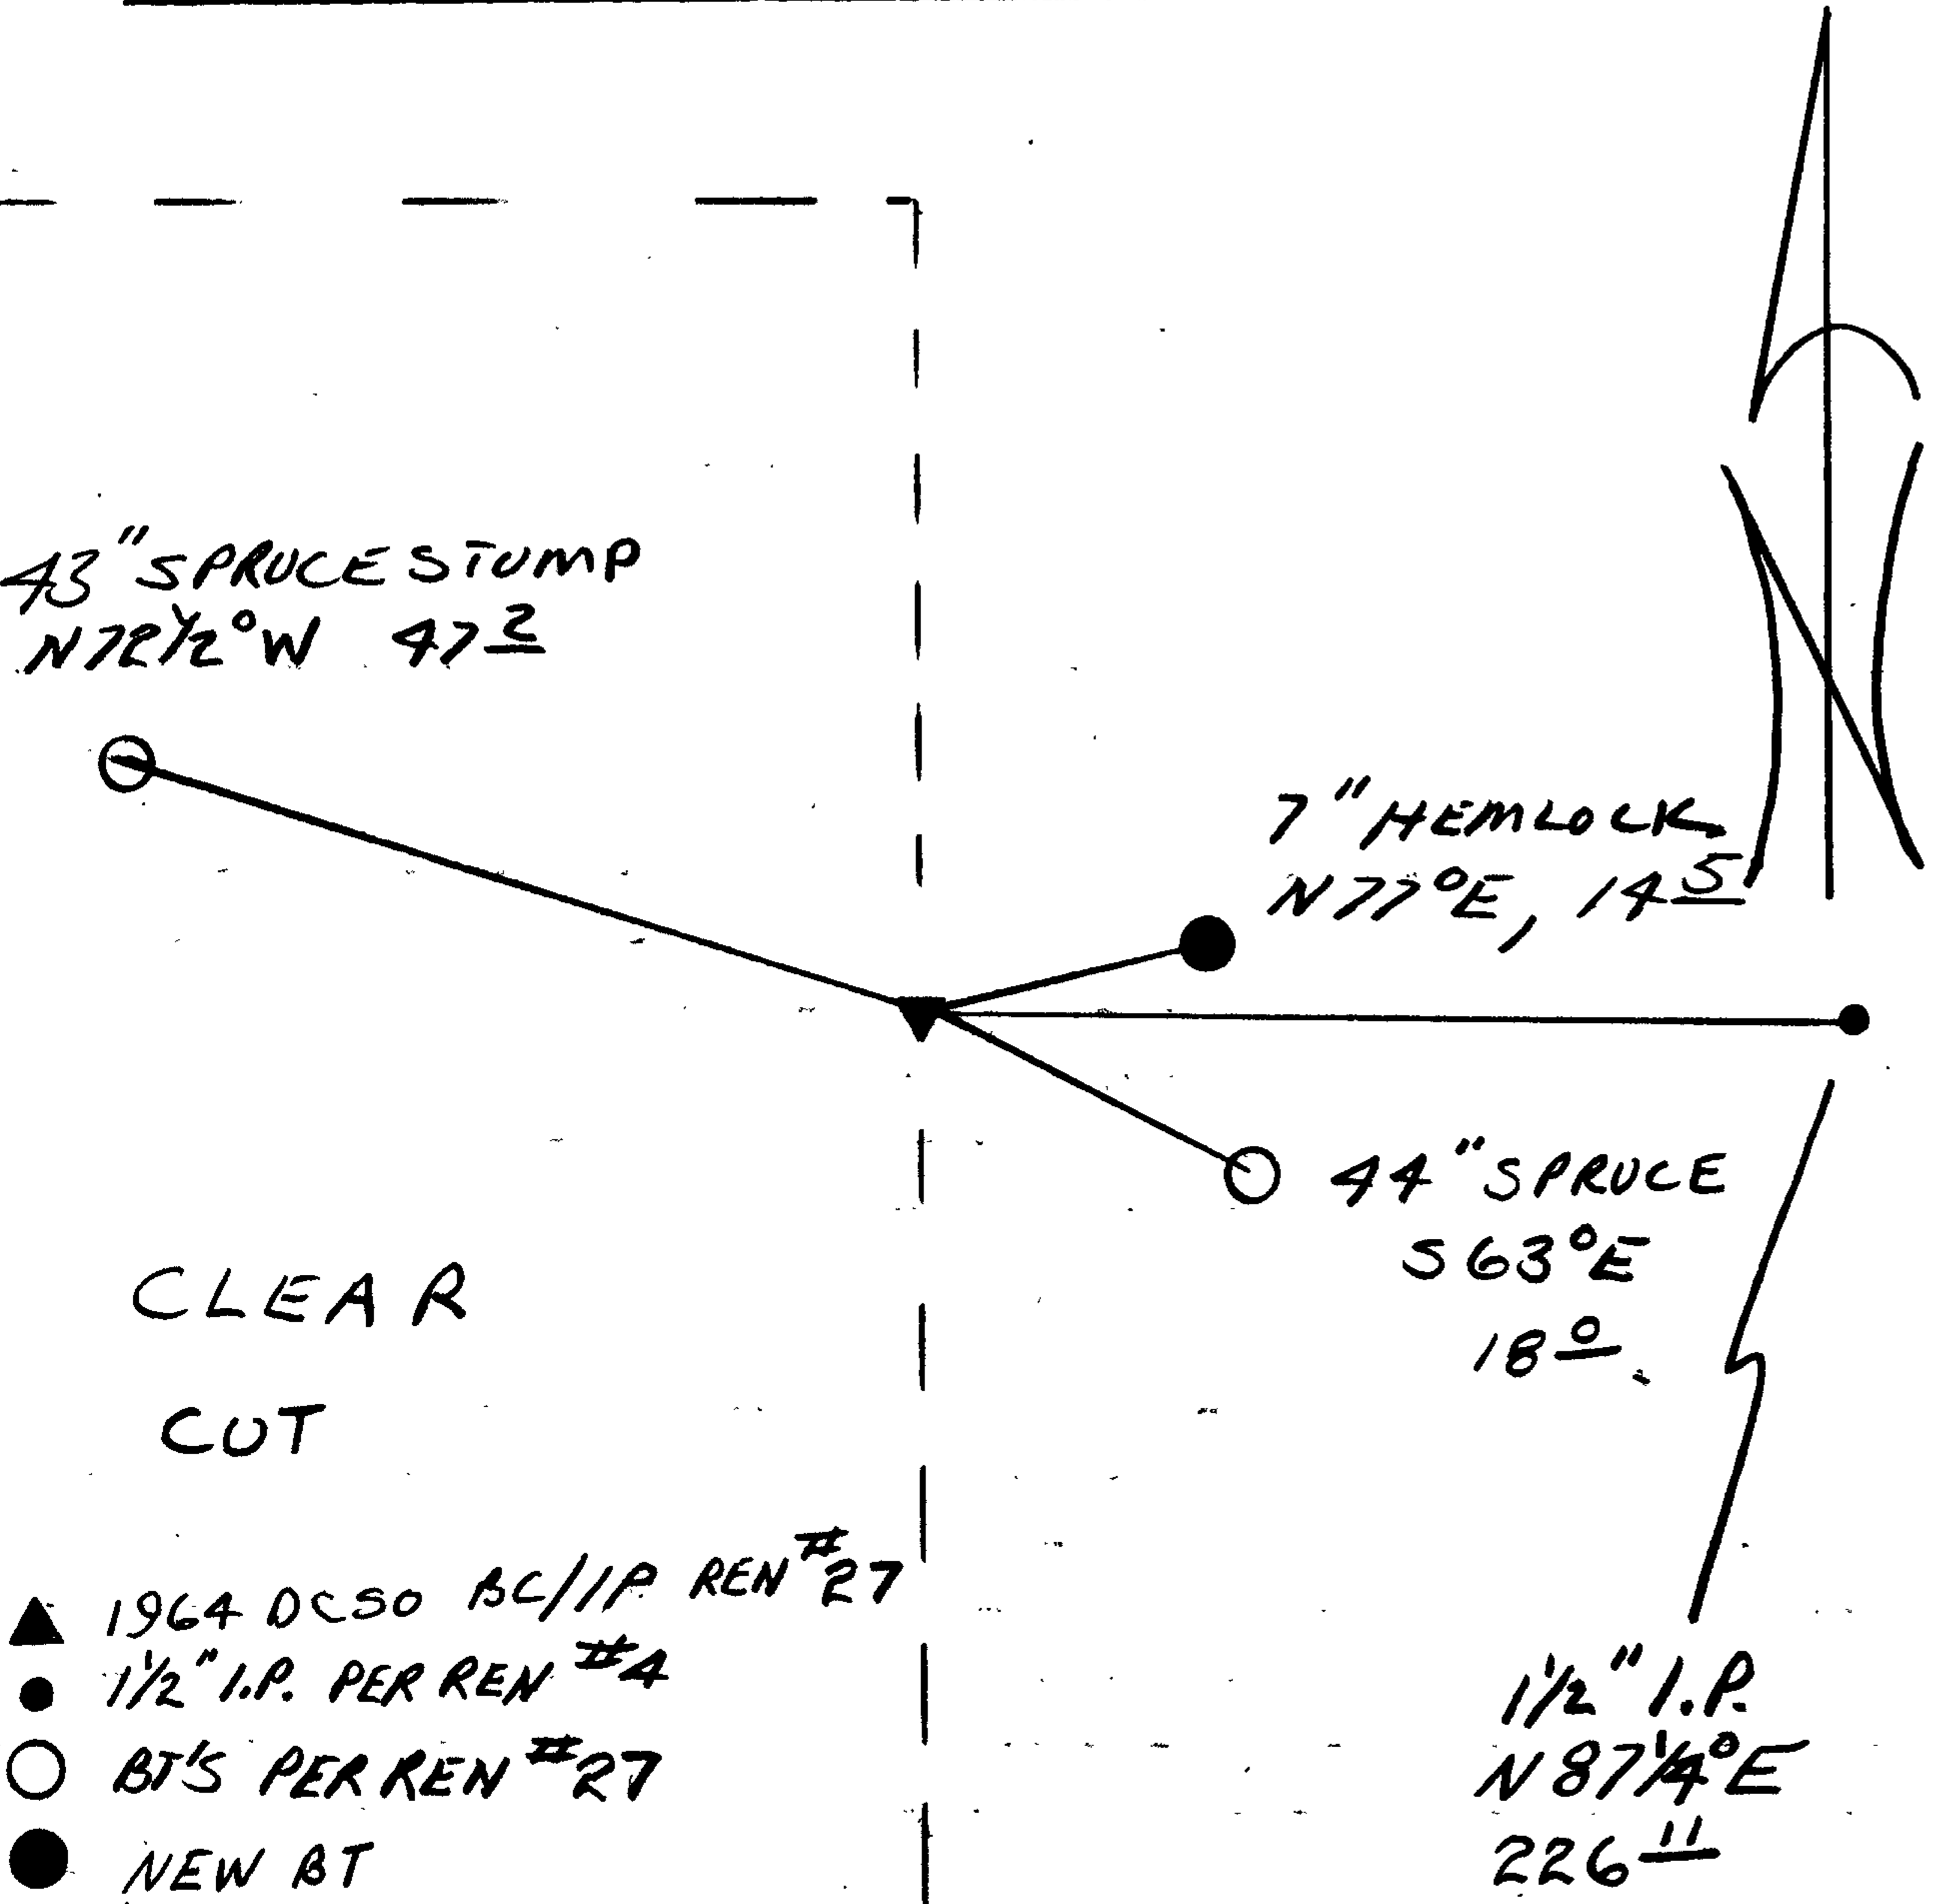 43" SPRUCE STUMP
N72½°W 47 2
7" HEMLOCK
N77°E, 14 5
44" SPRUCE
S63°E
18 0
CLEAR
CUT
▲ 1964 DCSO BC/IP. REN #27
● 1½" I.P. PER REN #4
○ BT'S PER REN #27
● NEW BT
1½" I.P.
N87¼°E
226 11
N